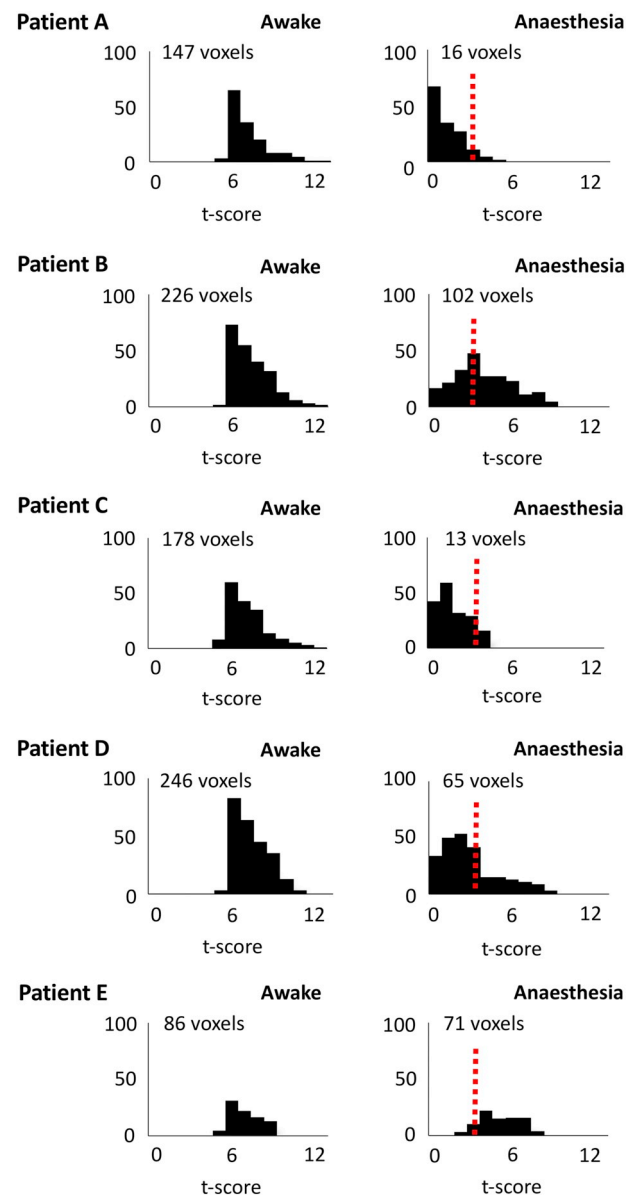 Patient A
Awake
Anaesthesia
147 voxels
16 voxels
100
50
0
0 6 12
t-score
100
50
0
0 6 12
t-score
Patient B
Awake
Anaesthesia
226 voxels
102 voxels
100
50
0
0 6 12
t-score
100
50
0
0 6 12
t-score
Patient C
Awake
Anaesthesia
178 voxels
13 voxels
100
50
0
0 6 12
t-score
100
50
0
0 6 12
t-score
Patient D
Awake
Anaesthesia
246 voxels
65 voxels
100
50
0
0 6 12
t-score
100
50
0
0 6 12
t-score
Patient E
Awake
Anaesthesia
86 voxels
71 voxels
100
50
0
0 6 12
t-score
100
50
0
0 6 12
t-score